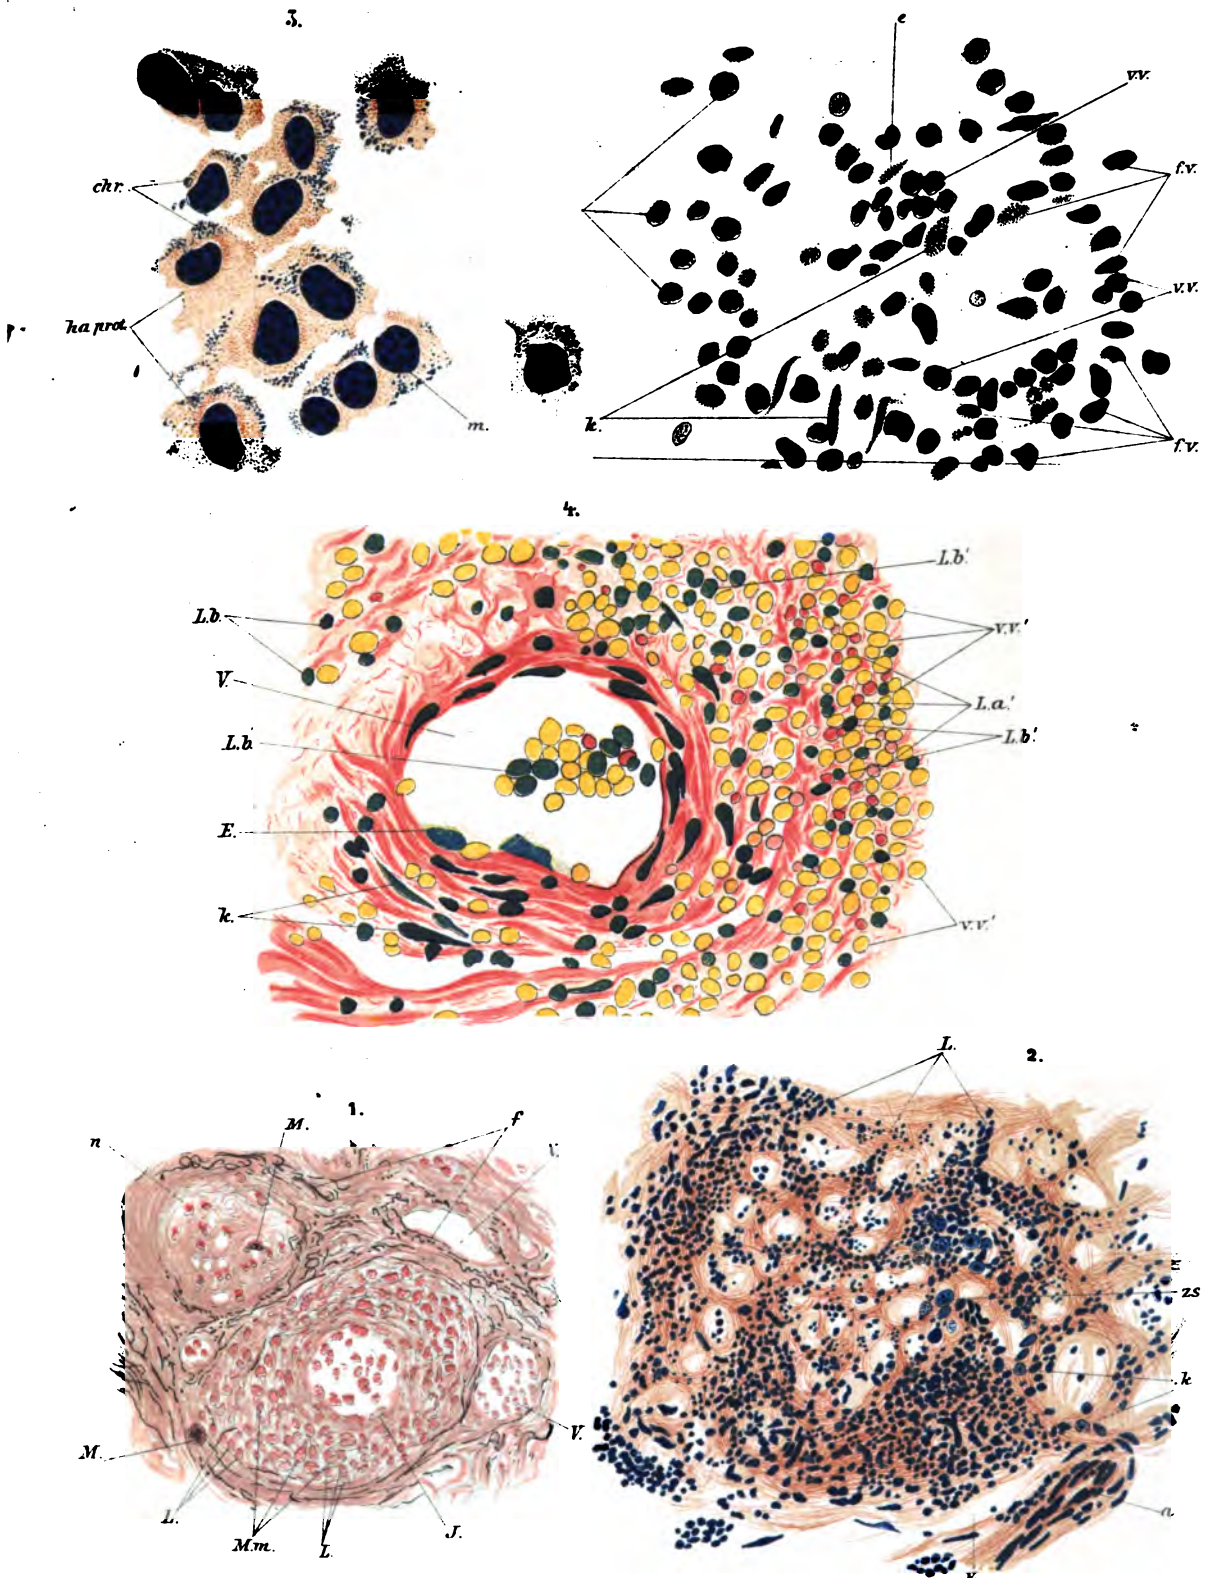 3.
e
v.v.
chr.
f.v.
v.v.
ha prot.
m.
k.
f.v.
4.
L.b.'
L.b.
v.v.'
V.
L.a.'
L.b.
L.b.'
E.
k.
v.v.'
L.
2.
1.
n
M.
f
V.
zs
k
M.
V.
L.
M.m.
L.
J.
a
v